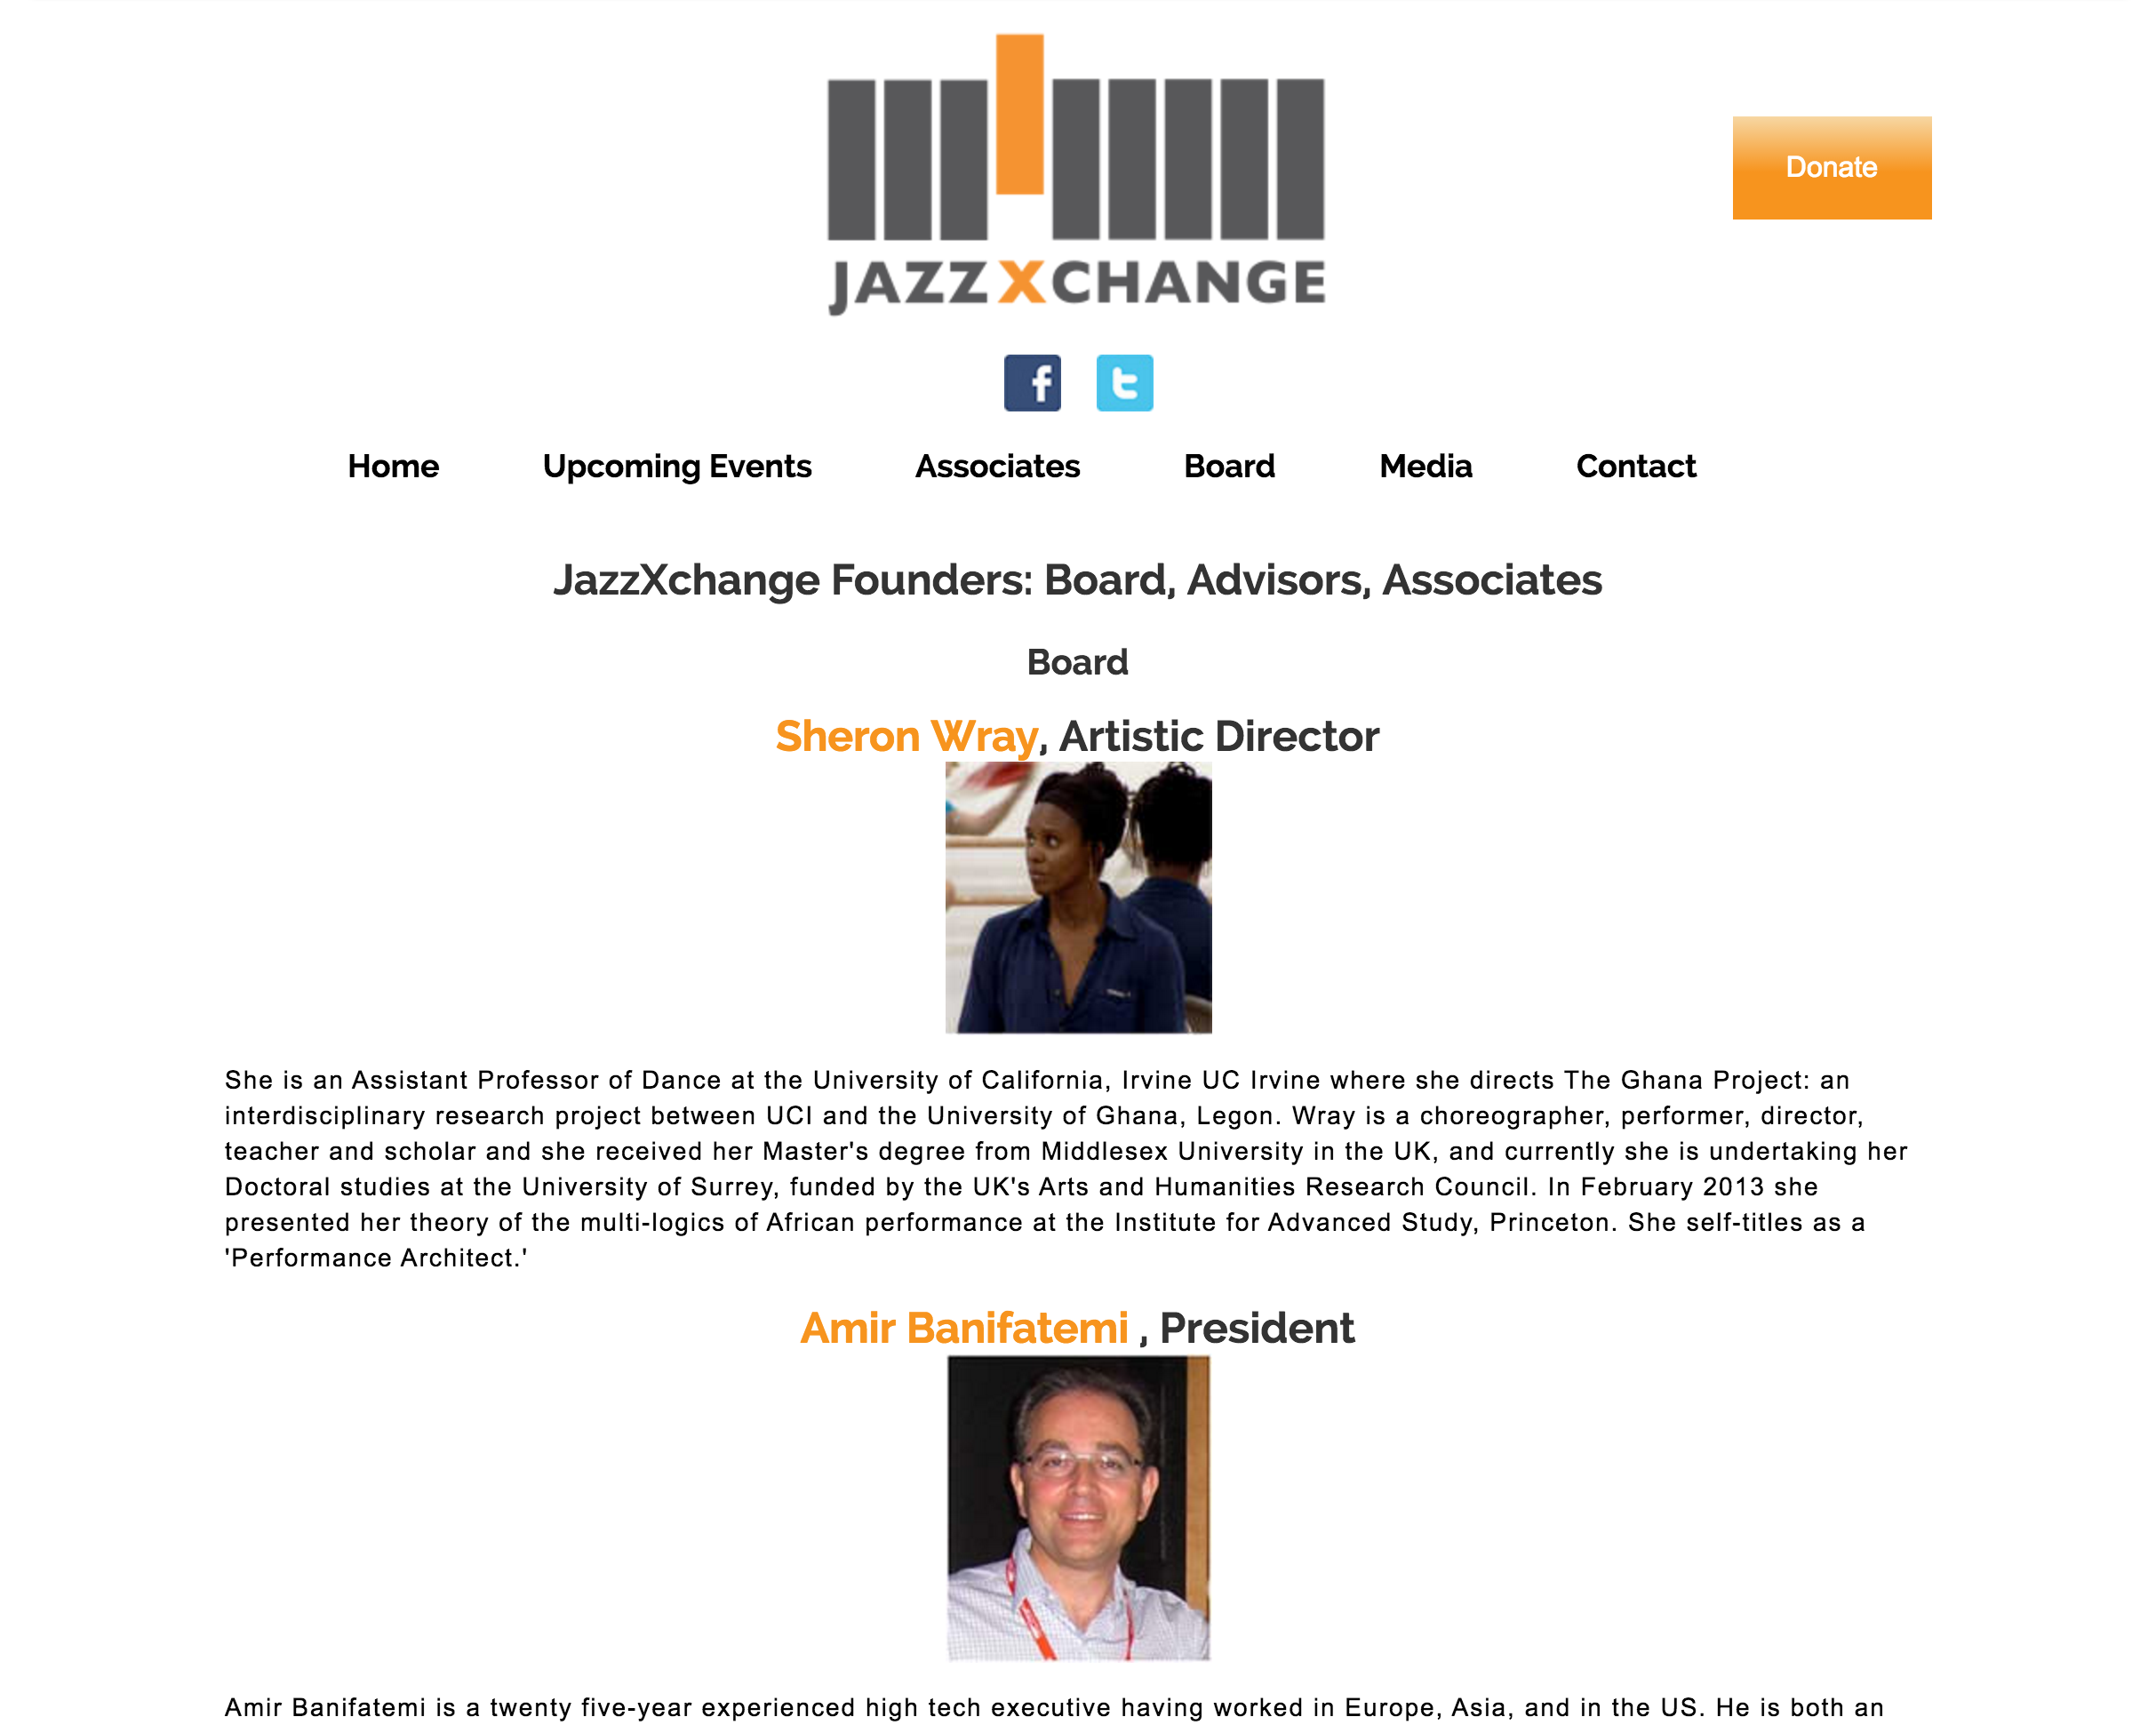 JAZZXCHANGE
Donate
f
t
Home Upcoming Events Associates Board Media Contact
JazzXchange Founders: Board, Advisors, Associates
Board
Sheron Wray, Artistic Director
She is an Assistant Professor of Dance at the University of California, Irvine UC Irvine where she directs The Ghana Project: an
interdisciplinary research project between UCI and the University of Ghana, Legon. Wray is a choreographer, performer, director,
teacher and scholar and she received her Master's degree from Middlesex University in the UK, and currently she is undertaking her
Doctoral studies at the University of Surrey, funded by the UK's Arts and Humanities Research Council. In February 2013 she
presented her theory of the multi-logics of African performance at the Institute for Advanced Study, Princeton. She self-titles as a
'Performance Architect.'
Amir Banifatemi , President
Amir Banifatemi is a twenty five-year experienced high tech executive having worked in Europe, Asia, and in the US. He is both an